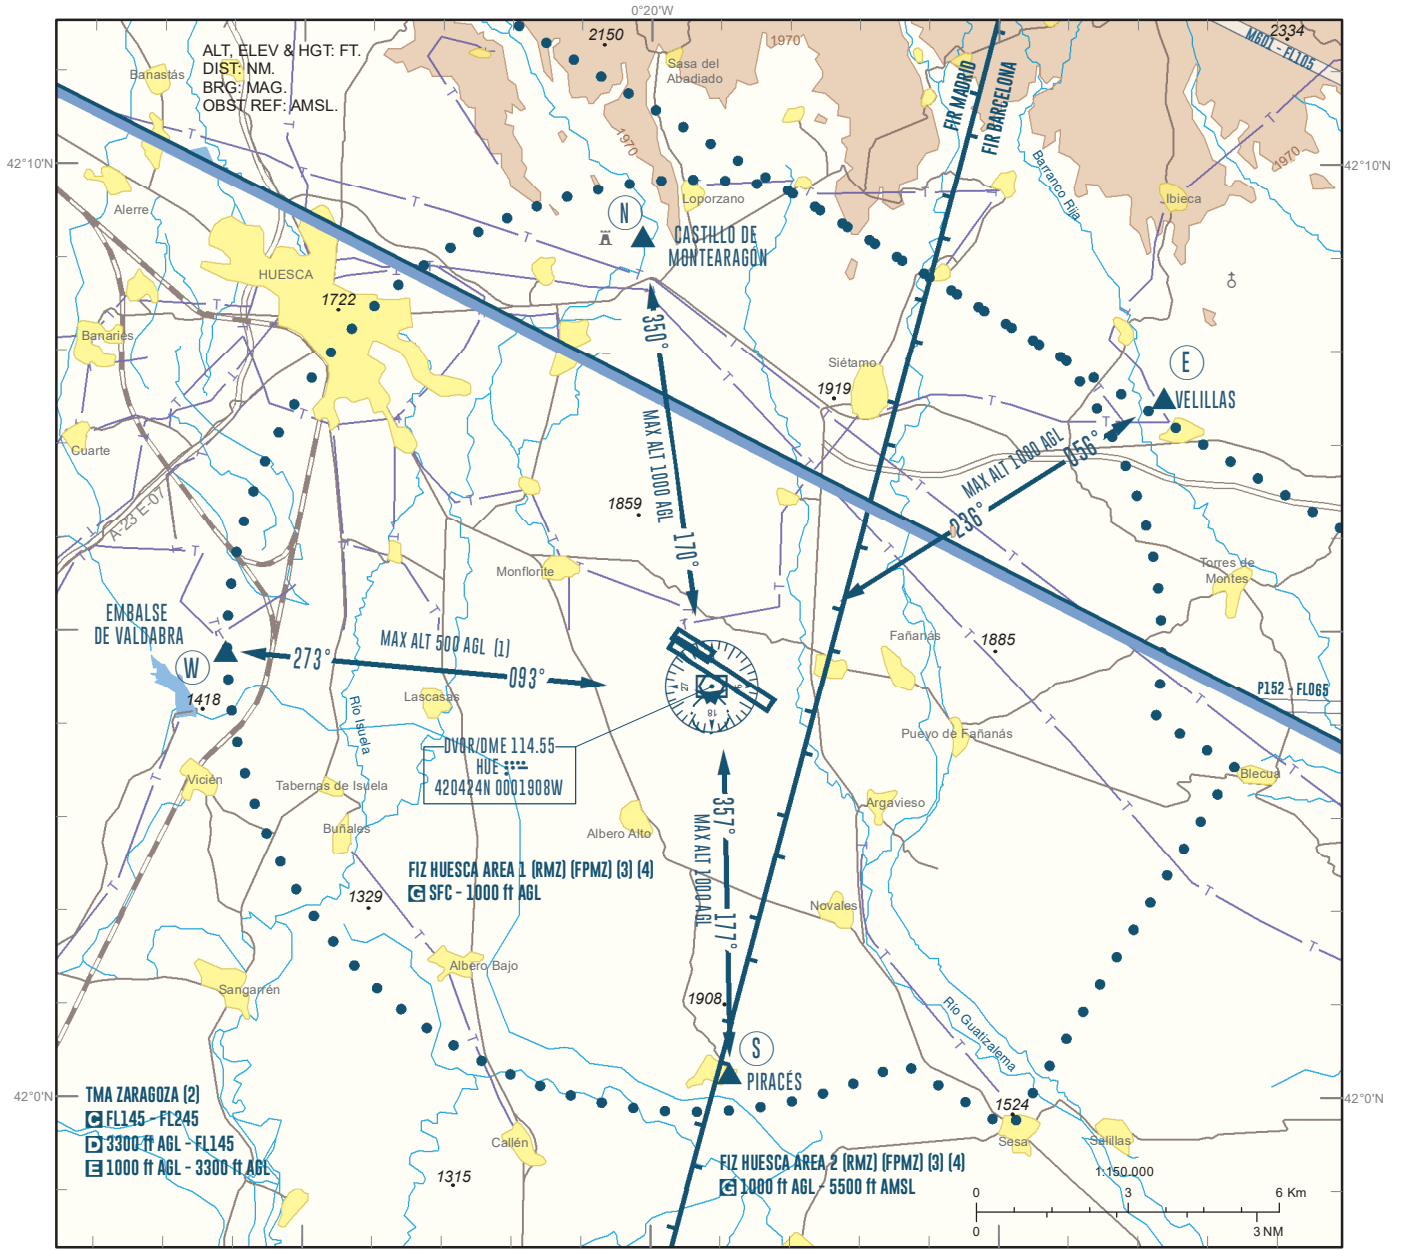 0°20'W
ALT, ELEV & HGT: FT.
DIST: NM.
BRG: MAG.
OBST REF: AMSL.
Banastás
2150
Sasa del
Abadiado
1970
2334
M601 - FL105
FIR MADRID
FIR BARCELONA
42°10'N
42°10'N
1970
1970
Barranco Rija
Alerre
Loporzano
Ibieca
N
CASTILLO DE
MONTEARAGÓN
HUESCA
1722
Banariés
350°
Siétamo
1919
E
VELILLAS
Cuarte
MAX ALT 1000 AGL
MAX ALT 1000 AGL
056°
236°
A-23 E-07
1859
170°
Monflorite
Torres de
Montes
EMBALSE
DE VALDABRA
W
1418
273°
MAX ALT 500 AGL (1)
093°
Fañanás
1885
P152 - FL065
Lascasas
Río Isuela
DVOR/DME 114.55
HUE
420424N 0001908W
18
Pueyo de Fañanás
Blecua
Vicién
Tabernas de Isuela
Buñales
Albero Alto
Argavieso
357°
MAX ALT 1000 AGL
177°
FIZ HUESCA AREA 1 (RMZ) (FPMZ) (3) (4)
G SFC - 1000 ft AGL
1329
Novales
Albero Bajo
Sangarrén
1908
Río Guatizalema
S
PIRACÉS
42°0'N
42°0'N
TMA ZARAGOZA (2)
C FL145 - FL245
D 3300 ft AGL - FL145
E 1000 ft AGL - 3300 ft AGL
1524
Sesa
Salillas
Callén
1315
FIZ HUESCA AREA 2 (RMZ) (FPMZ) (3) (4)
G 1000 ft AGL - 5500 ft AMSL
1:150.000
0 3 6 Km
0 3 NM